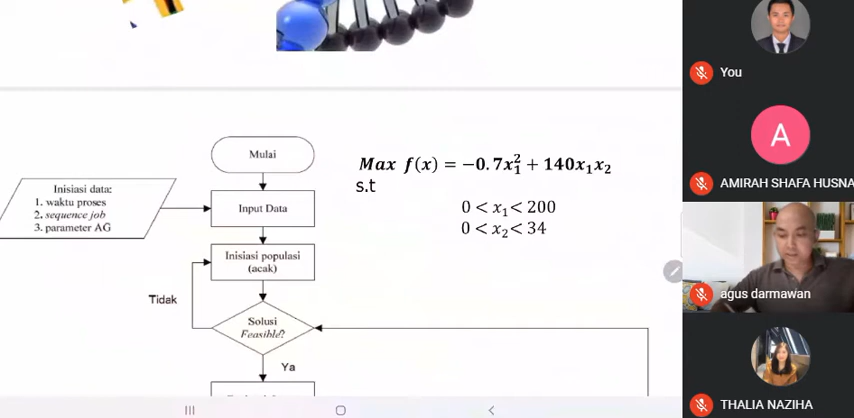 Mulai
Max f(x) = −0.7x₁² + 140x₁x₂
s.t
0 < x₁ < 200
0 < x₂ < 34
Inisiasi data:
1. waktu proses
2. sequence job
3. parameter AG
Input Data
Inisiasi populasi
(acak)
Tidak
Solusi
Feasible?
Ya
You
A
AMIRAH SHAFA HUSNA
agus darmawan
THALIA NAZIHA